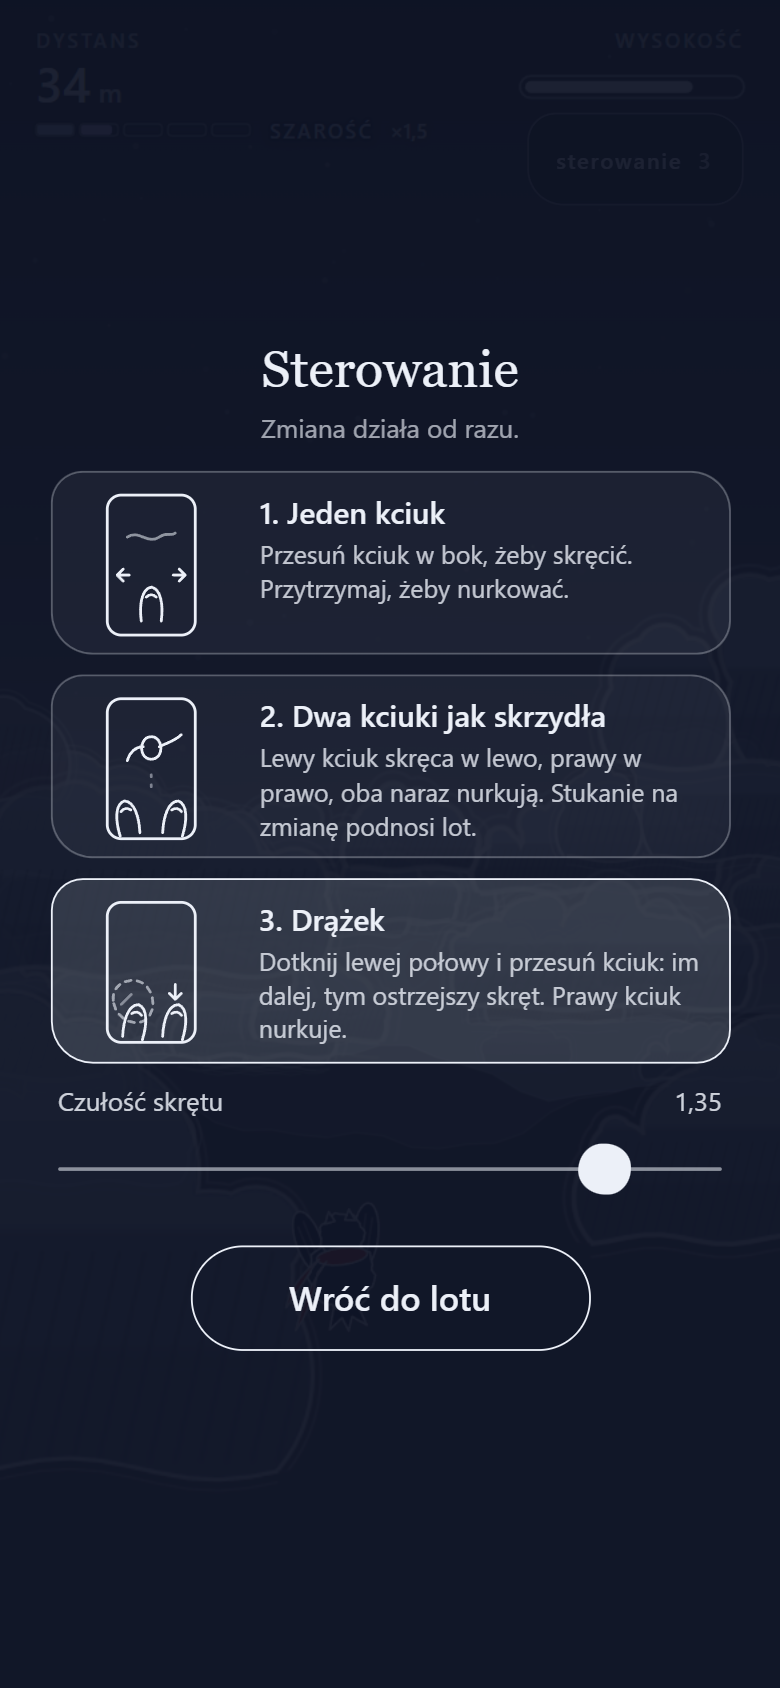 DYSTANS
WYSOKOŚĆ
34 m
SZAROŚĆ ×1,5
sterowanie 3
Sterowanie
Zmiana działa od razu.
1. Jeden kciuk
Przesuń kciuk w bok, żeby skręcić.
Przytrzymaj, żeby nurkować.
2. Dwa kciuki jak skrzydła
Lewy kciuk skręca w lewo, prawy w
prawo, oba naraz nurkują. Stukanie na
zmianę podnosi lot.
3. Drążek
Dotknij lewej połowy i przesuń kciuk: im
dalej, tym ostrzejszy skręt. Prawy kciuk
nurkuje.
Czułość skrętu 1,35
Wróć do lotu